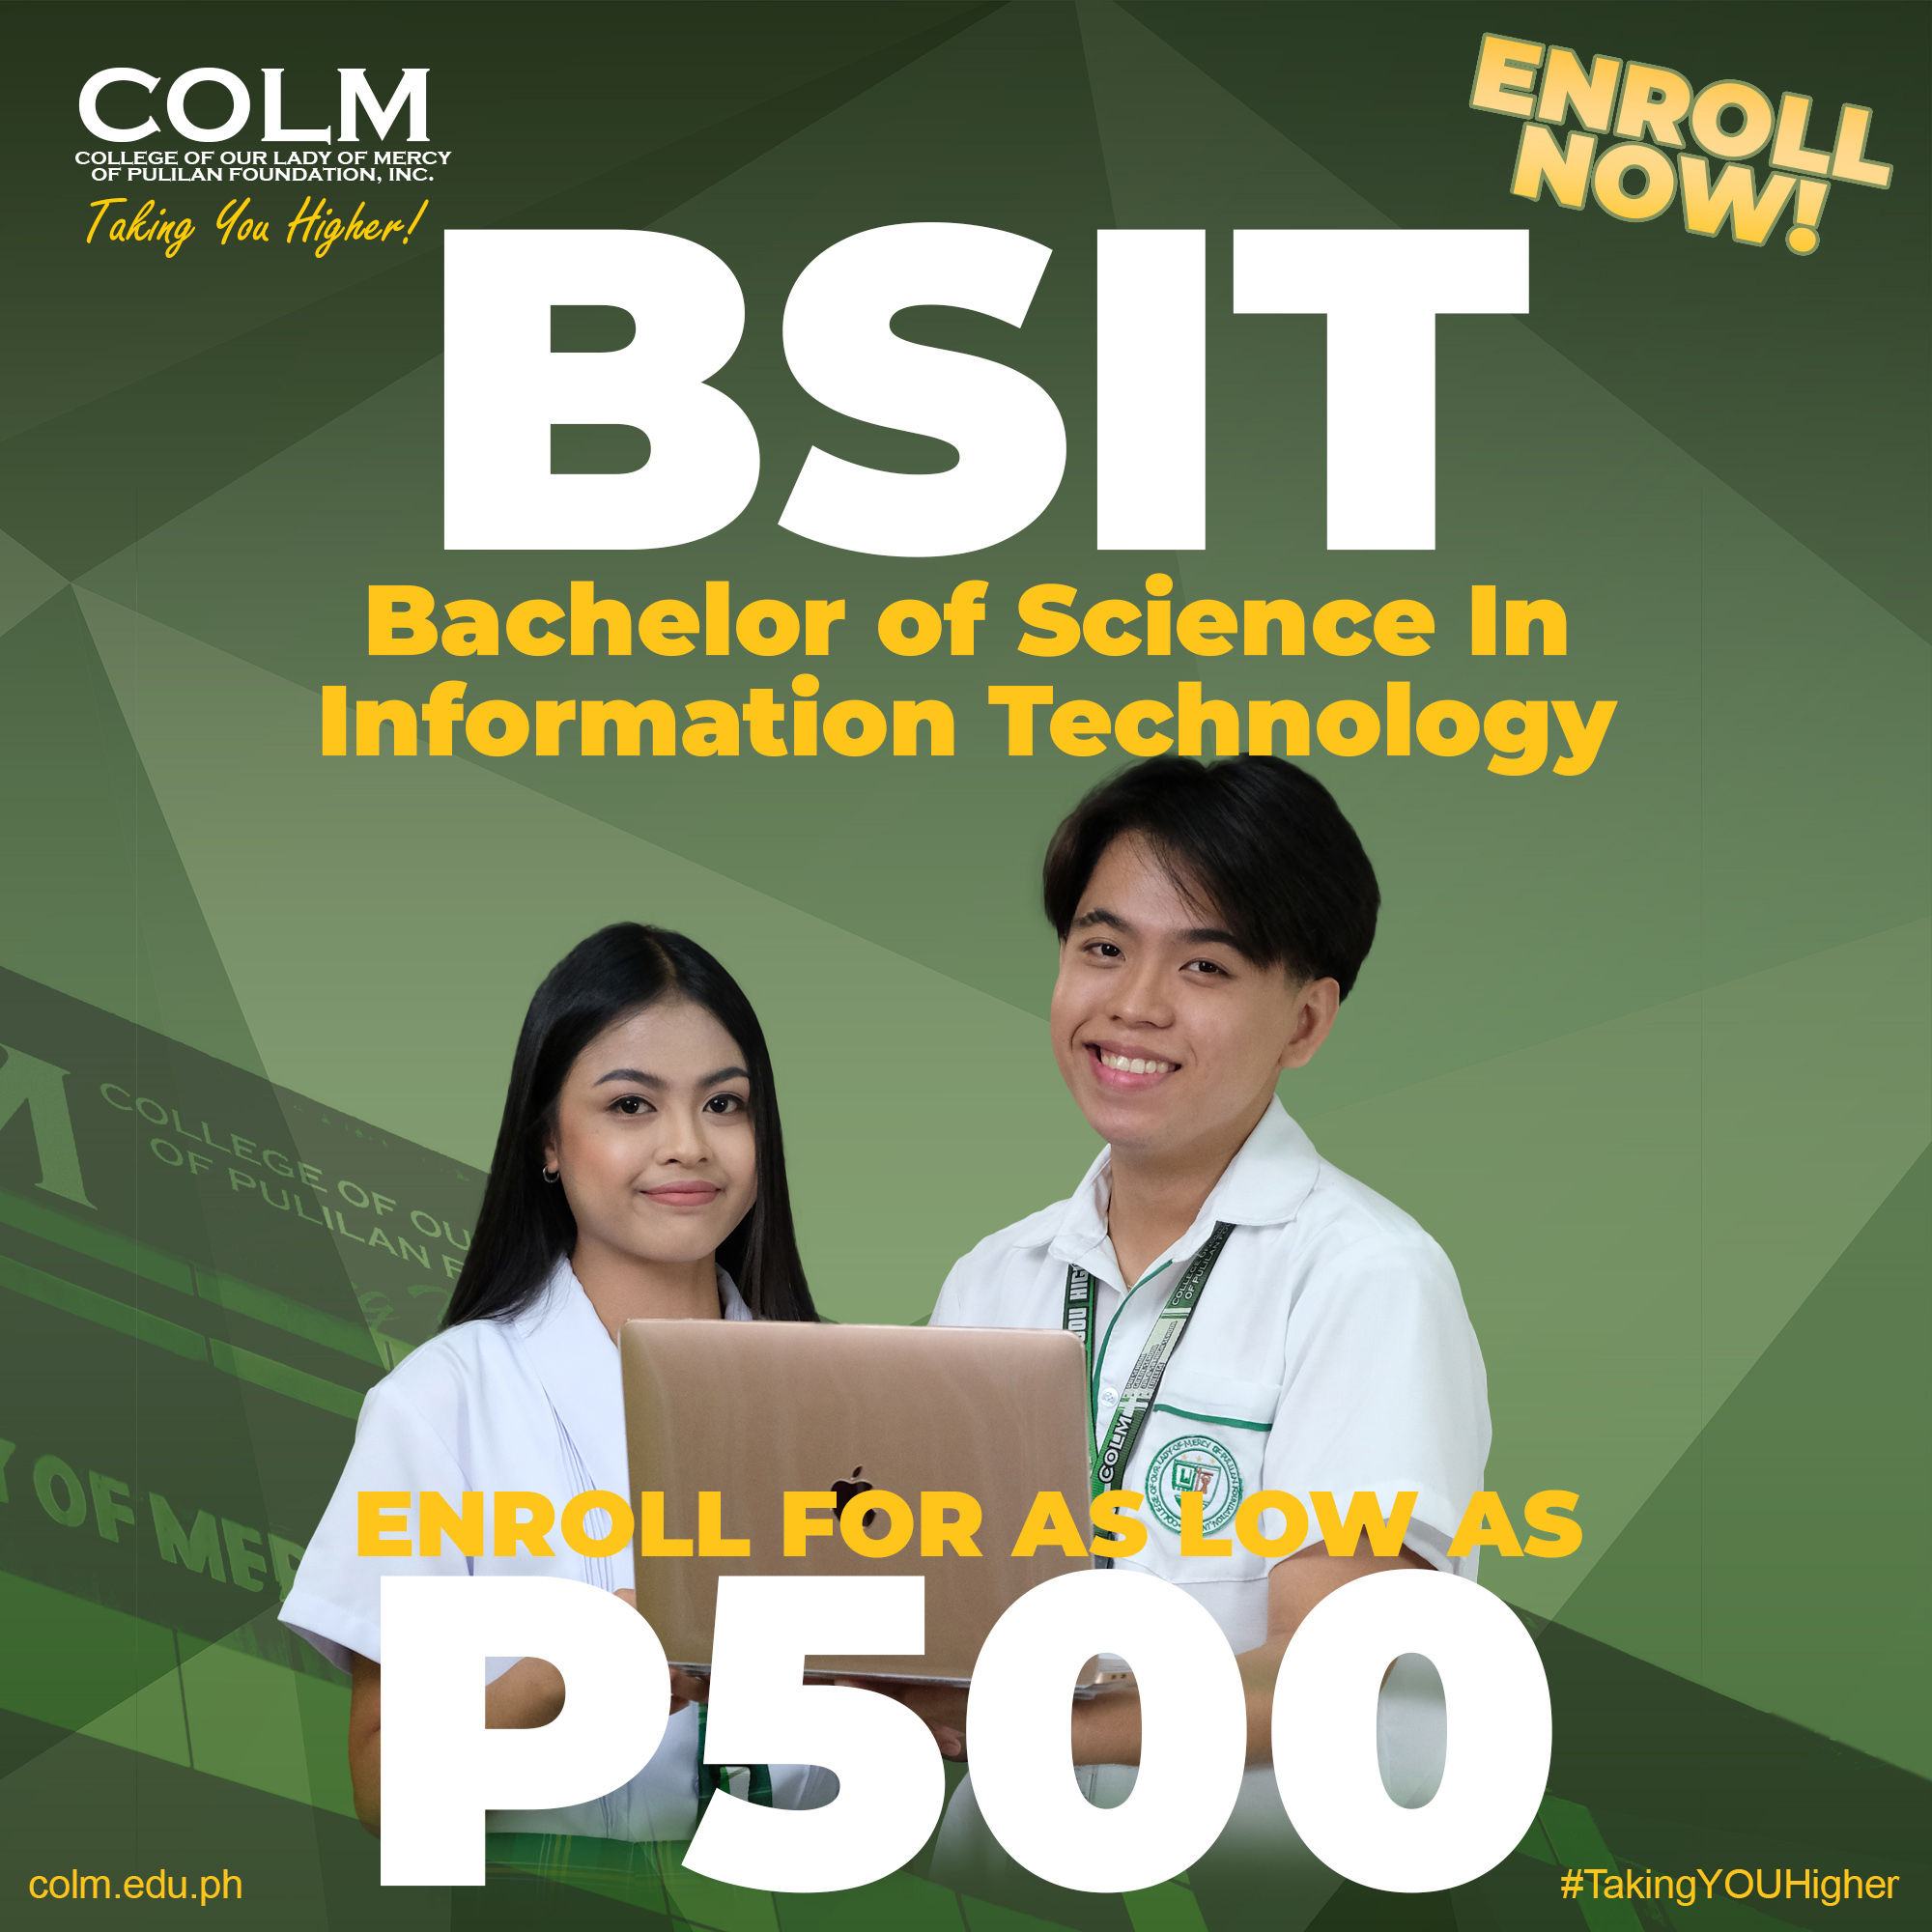 COLM
COLLEGE OF OUR LADY OF MERCY
OF PULILAN FOUNDATION, INC.
Taking You Higher!
ENROLL
NOW!
BSIT
Bachelor of Science In
Information Technology
COLLEGE OF OU
OF PULILAN F
Y OF MER
COLM
ENROLL FOR AS LOW AS
P500
colm.edu.ph
#TakingYOUHigher